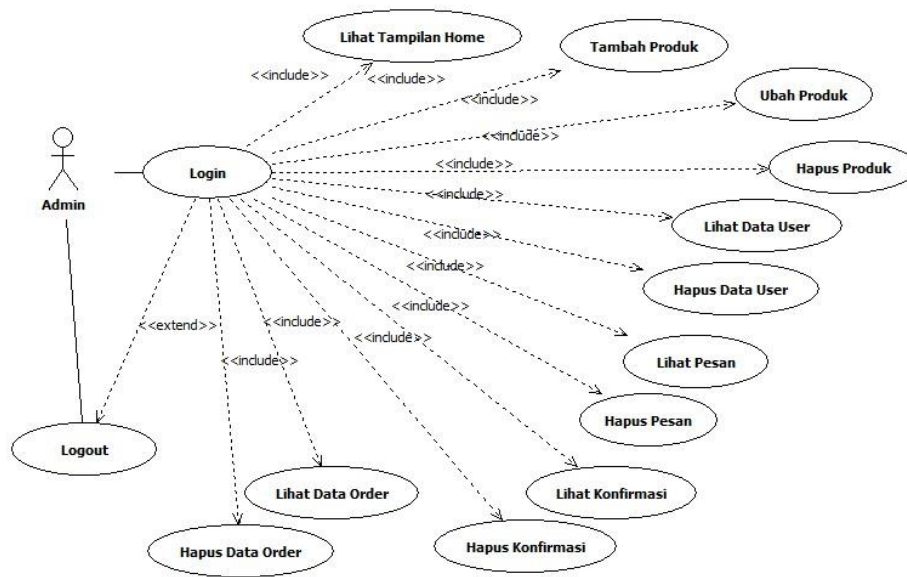 Lihat Tampilan Home
Tambah Produk
<<include>>
<<include>>
<<include>>
Ubah Produk
<<include>>
Admin
Login
<<include>>
Hapus Produk
<<include>>
Lihat Data User
<<include>>
<<include>>
Hapus Data User
<<extend>>
<<include>>
<<include>>
<<include>>
<<include>>
Lihat Pesan
Hapus Pesan
Logout
Lihat Data Order
Lihat Konfirmasi
Hapus Data Order
Hapus Konfirmasi